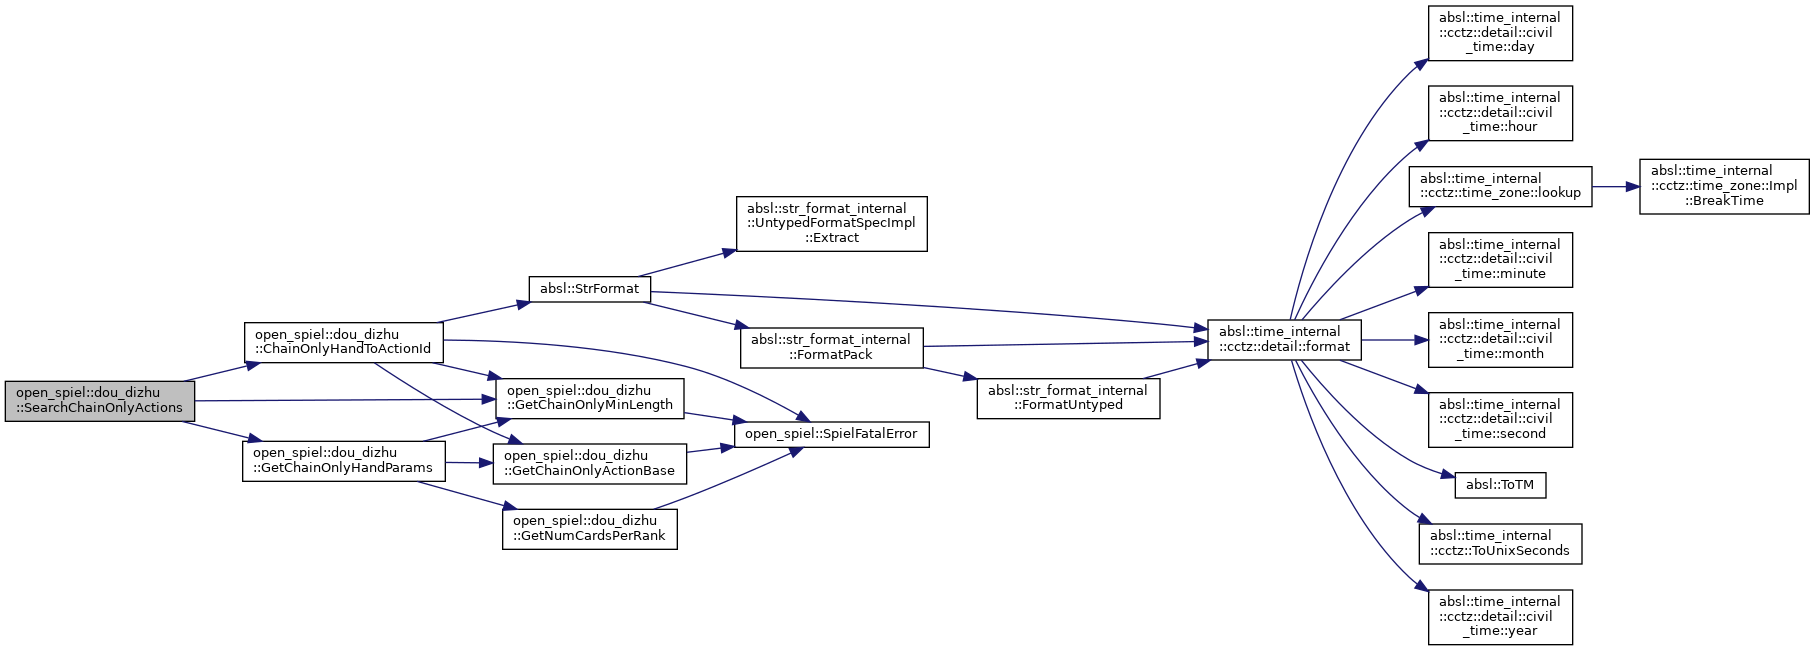 open_spiel::dou_dizhu
::SearchChainOnlyActions
open_spiel::dou_dizhu
::ChainOnlyHandToActionId
open_spiel::dou_dizhu
::GetChainOnlyHandParams
absl::StrFormat
open_spiel::dou_dizhu
::GetChainOnlyMinLength
open_spiel::dou_dizhu
::GetChainOnlyActionBase
open_spiel::dou_dizhu
::GetNumCardsPerRank
absl::str_format_internal
::UntypedFormatSpecImpl
::Extract
absl::str_format_internal
::FormatPack
open_spiel::SpielFatalError
absl::str_format_internal
::FormatUntyped
absl::time_internal
::cctz::detail::format
absl::time_internal
::cctz::detail::civil
_time::day
absl::time_internal
::cctz::detail::civil
_time::hour
absl::time_internal
::cctz::time_zone::lookup
absl::time_internal
::cctz::time_zone::Impl
::BreakTime
absl::time_internal
::cctz::detail::civil
_time::minute
absl::time_internal
::cctz::detail::civil
_time::month
absl::time_internal
::cctz::detail::civil
_time::second
absl::ToTM
absl::time_internal
::cctz::ToUnixSeconds
absl::time_internal
::cctz::detail::civil
_time::year